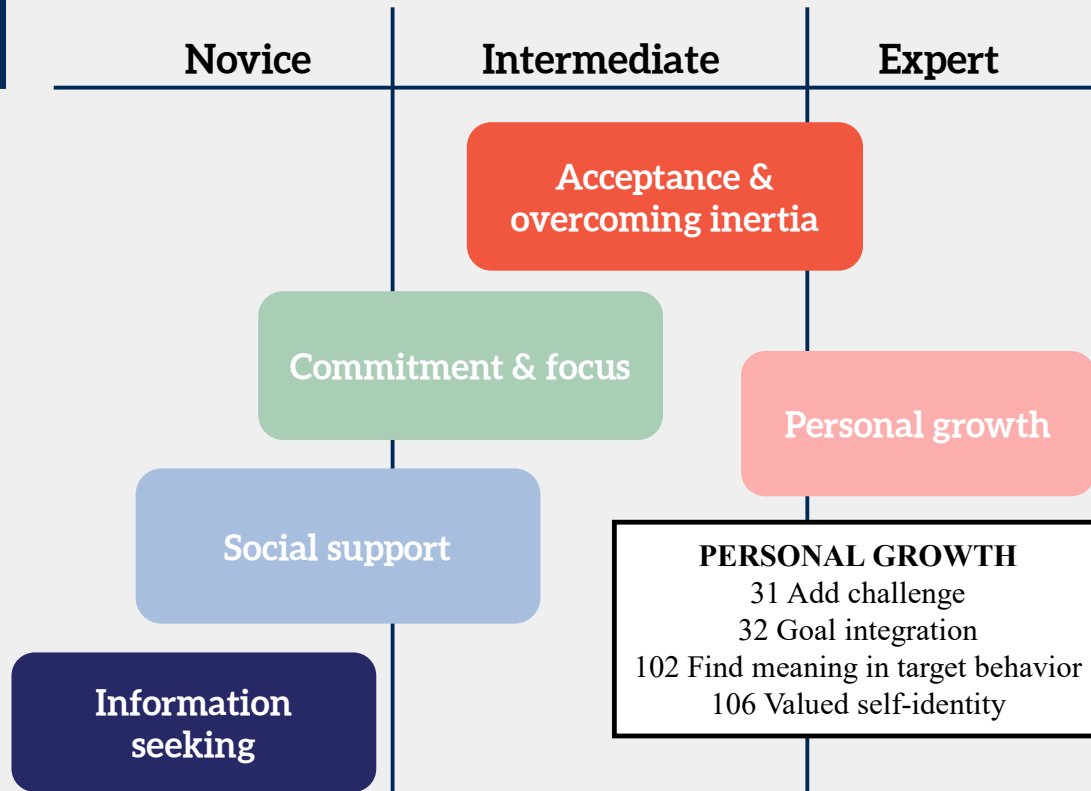 Novice
Intermediate
Expert
Acceptance &
overcoming inertia
Commitment & focus
Personal growth
Social support
PERSONAL GROWTH
31 Add challenge
32 Goal integration
102 Find meaning in target behavior
106 Valued self-identity
Information
seeking